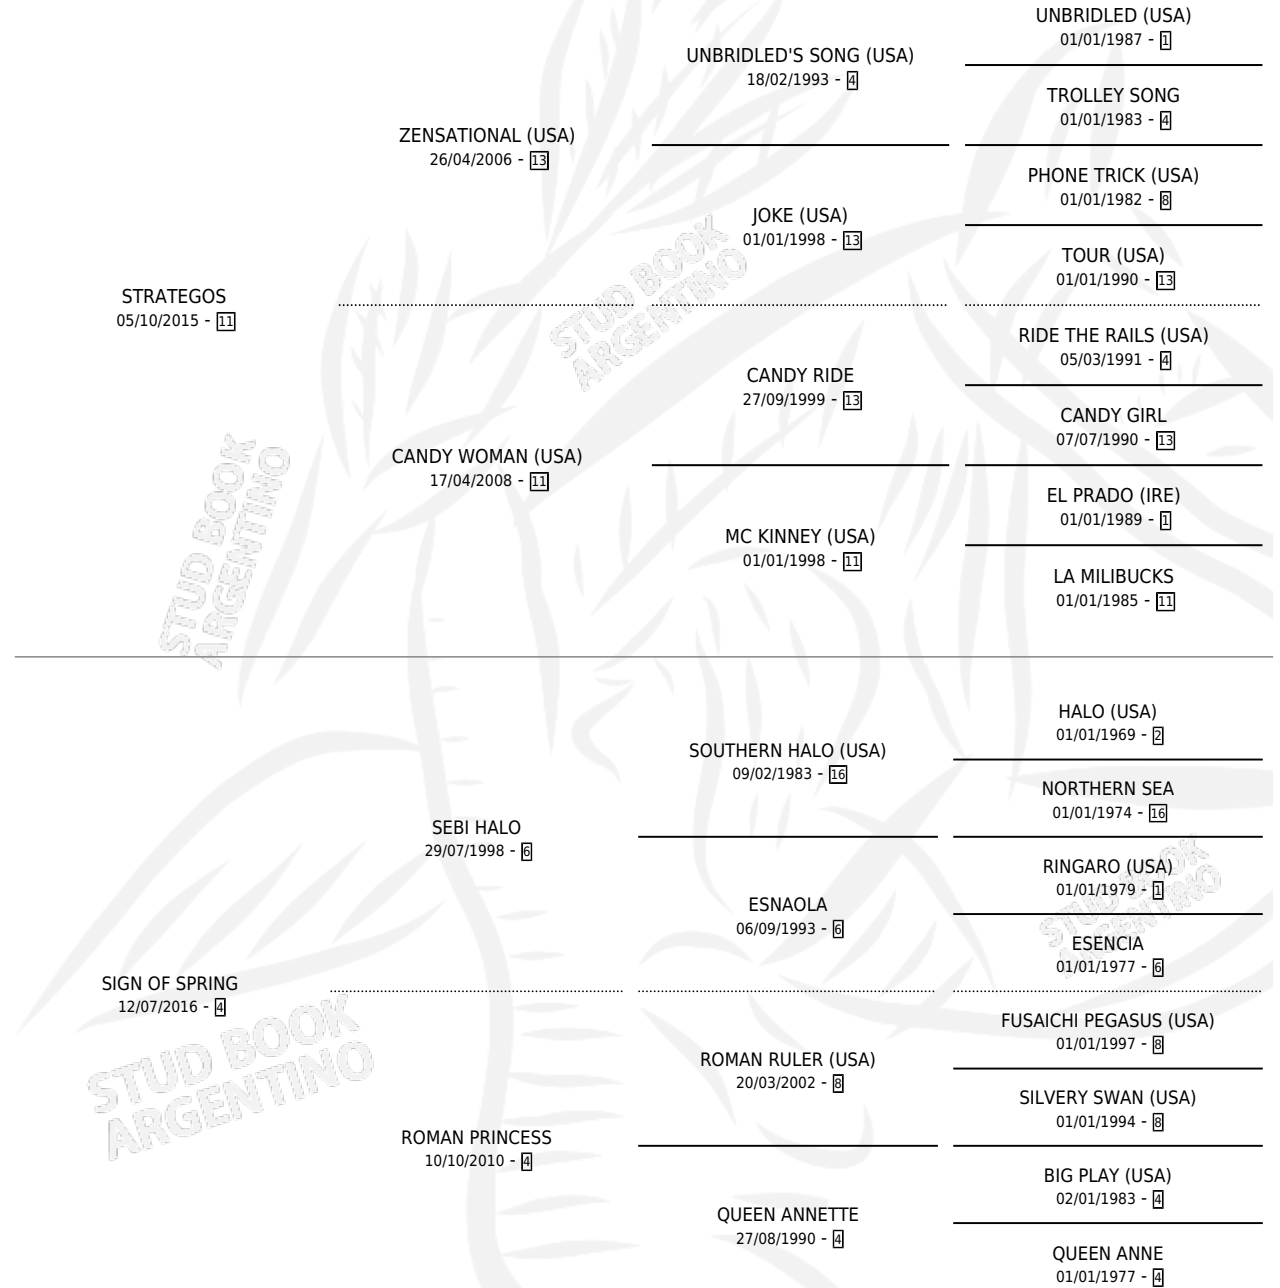 UNBRIDLED (USA)
01/01/1987 - 1
UNBRIDLED'S SONG (USA)
18/02/1993 - 4
TROLLEY SONG
01/01/1983 - 4
ZENSATIONAL (USA)
26/04/2006 - 13
PHONE TRICK (USA)
01/01/1982 - 8
JOKE (USA)
01/01/1998 - 13
TOUR (USA)
01/01/1990 - 13
STRATEGOS
05/10/2015 - 11
RIDE THE RAILS (USA)
05/03/1991 - 4
CANDY RIDE
27/09/1999 - 13
CANDY GIRL
07/07/1990 - 13
CANDY WOMAN (USA)
17/04/2008 - 11
EL PRADO (IRE)
01/01/1989 - 1
MC KINNEY (USA)
01/01/1998 - 11
LA MILIBUCKS
01/01/1985 - 11
HALO (USA)
01/01/1969 - 2
SOUTHERN HALO (USA)
09/02/1983 - 16
NORTHERN SEA
01/01/1974 - 16
SEBI HALO
29/07/1998 - 6
RINGARO (USA)
01/01/1979 - 1
ESNAOLA
06/09/1993 - 6
ESENCIA
01/01/1977 - 6
SIGN OF SPRING
12/07/2016 - 4
FUSAICHI PEGASUS (USA)
01/01/1997 - 8
ROMAN RULER (USA)
20/03/2002 - 8
SILVERY SWAN (USA)
01/01/1994 - 8
ROMAN PRINCESS
10/10/2010 - 4
BIG PLAY (USA)
02/01/1983 - 4
QUEEN ANNETTE
27/08/1990 - 4
QUEEN ANNE
01/01/1977 - 4
STUD BOOK
ARGENTINO
STUD BOOK
ARGENTINO
STUD BOOK
ARGENTINO
STUD BOOK
ARGENTINO